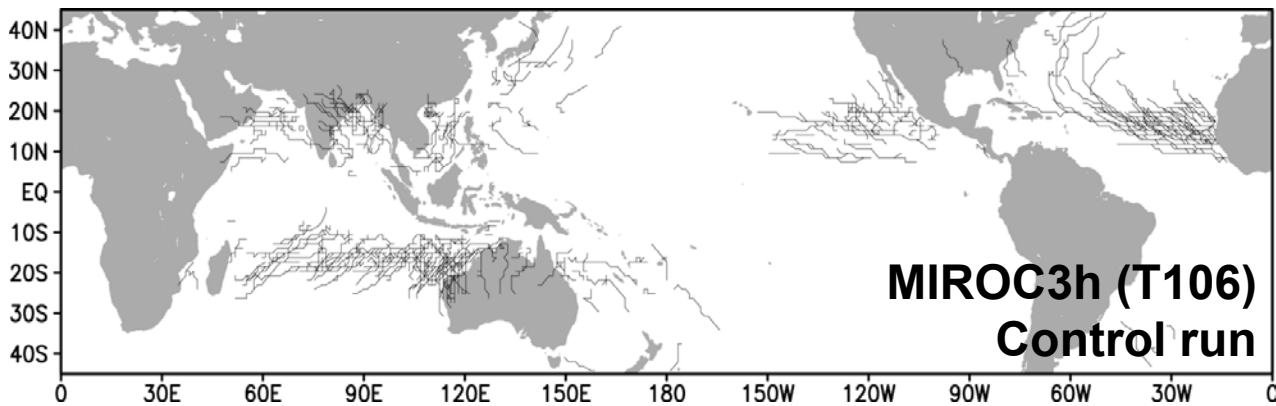 40N
30N
20N
10N
EQ
10S
20S
30S
40S
MIROC3h (T106)
Control run
0 30E 60E 90E 120E 150E 180 150W 120W 90W 60W 30W 0